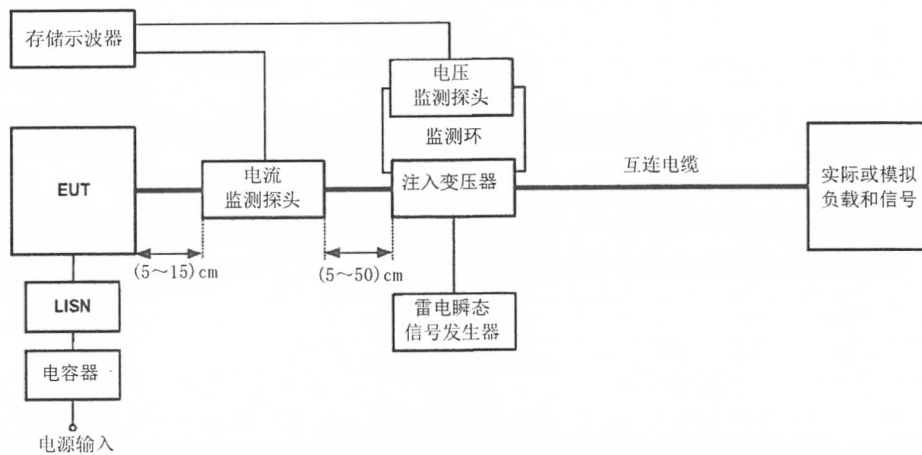 存储示波器
电压
监测探头
监测环
EUT
电流
监测探头
注入变压器
互连电缆
实际或模拟
负载和信号
(5～15)cm
(5～50)cm
LISN
雷电瞬态
信号发生器
电容器
电源输入